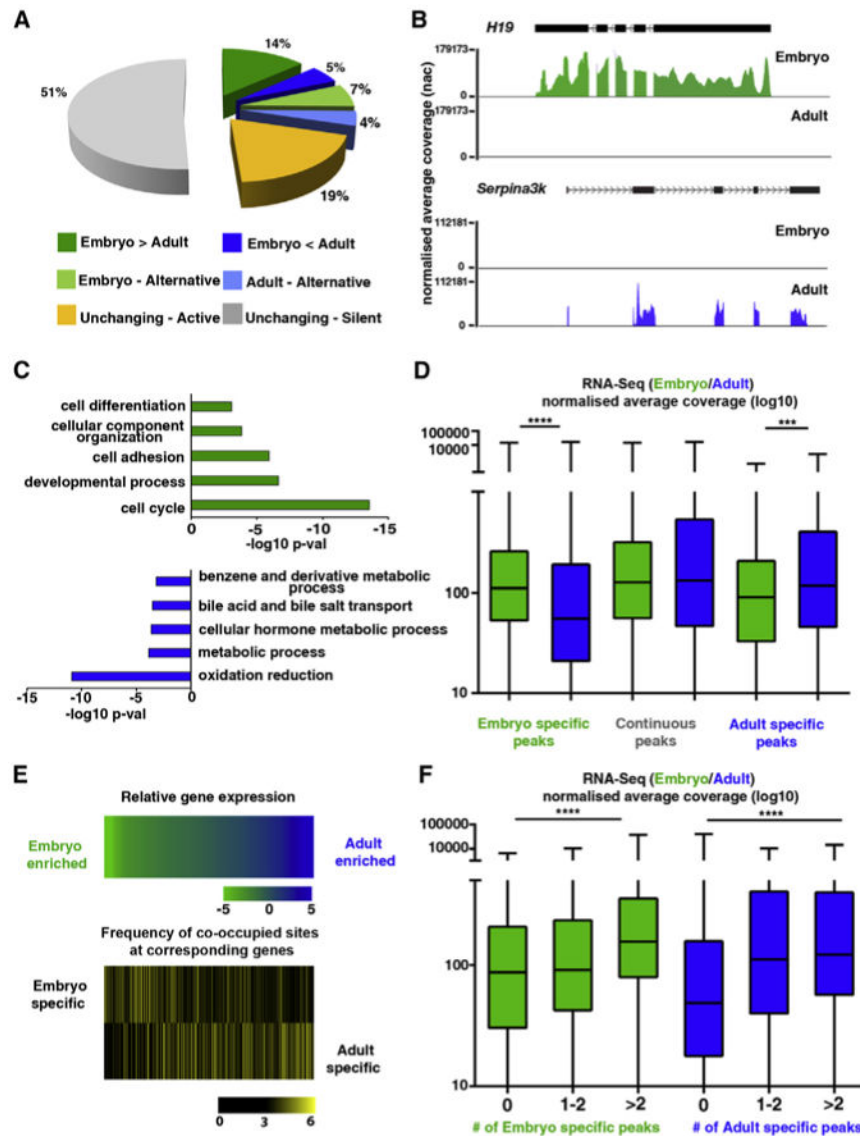 A
14%
5%
7%
4%
19%
51%
Embryo > Adult
Embryo < Adult
Embryo - Alternative
Adult - Alternative
Unchanging - Active
Unchanging - Silent
B
normalised average coverage (nac)
H19
179173
0
Embryo
179173
0
Adult
Serpina3k
112181
0
Embryo
112181
0
Adult
C
cell differentiation
cellular component
organization
cell adhesion
developmental process
cell cycle
0 -5 -10 -15
-log10 p-val
benzene and derivative metabolic
process
bile acid and bile salt transport
cellular hormone metabolic process
metabolic process
oxidation reduction
-15 -10 -5 0
-log10 p-val
D
RNA-Seq (Embryo/Adult)
normalised average coverage (log10)
100000
10000
100
10
****
***
Embryo specific
peaks
Continuous
peaks
Adult specific
peaks
E
Relative gene expression
Embryo
enriched
Adult
enriched
-5 0 5
Frequency of co-occupied sites
at corresponding genes
Embryo
specific
Adult
specific
0 3 6
F
RNA-Seq (Embryo/Adult)
normalised average coverage (log10)
100000
10000
100
10
****
****
0 1-2 >2 0 1-2 >2
# of Embryo specific peaks
# of Adult specific peaks